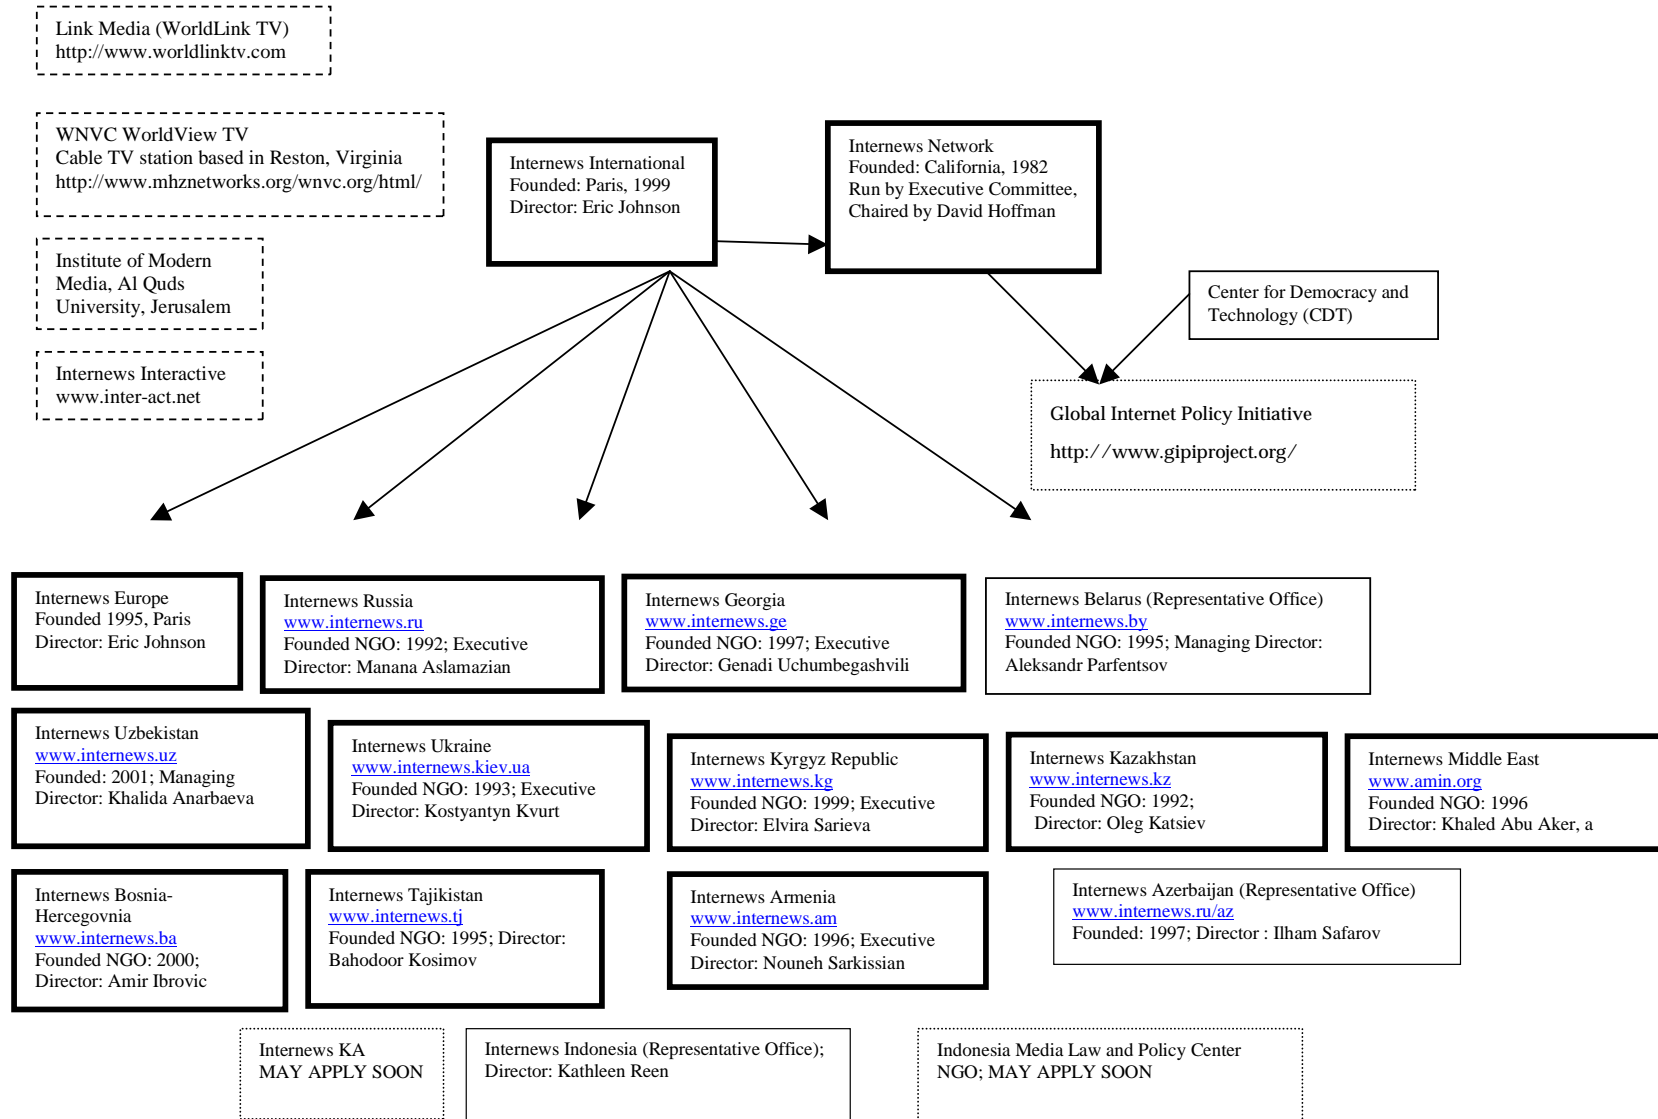 Link Media (WorldLink TV)
http://www.worldlinktv.com
WNVC WorldView TV
Cable TV station based in Reston, Virginia
http://www.mhznetworks.org/wnvc.org/html/
Institute of Modern
Media, Al Quds
University, Jerusalem
Internews Interactive
www.inter-act.net
Internews International
Founded: Paris, 1999
Director: Eric Johnson
Internews Network
Founded: California, 1982
Run by Executive Committee,
Chaired by David Hoffman
Center for Democracy and
Technology (CDT)
Global Internet Policy Initiative
http://www.gipiproject.org/
Internews Europe
Founded 1995, Paris
Director: Eric Johnson
Internews Russia
www.internews.ru
Founded NGO: 1992; Executive
Director: Manana Aslamazian
Internews Georgia
www.internews.ge
Founded NGO: 1997; Executive
Director: Genadi Uchumbegashvili
Internews Belarus (Representative Office)
www.internews.by
Founded NGO: 1995; Managing Director:
Aleksandr Parfentsov
Internews Uzbekistan
www.internews.uz
Founded: 2001; Managing
Director: Khalida Anarbaeva
Internews Ukraine
www.internews.kiev.ua
Founded NGO: 1993; Executive
Director: Kostyantyn Kvurt
Internews Kyrgyz Republic
www.internews.kg
Founded NGO: 1999; Executive
Director: Elvira Sarieva
Internews Kazakhstan
www.internews.kz
Founded NGO: 1992;
Director: Oleg Katsiev
Internews Middle East
www.amin.org
Founded NGO: 1996
Director: Khaled Abu Aker, a
Internews Bosnia-
Hercegovnia
www.internews.ba
Founded NGO: 2000;
Director: Amir Ibrovic
Internews Tajikistan
www.internews.tj
Founded NGO: 1995; Director:
Bahodoor Kosimov
Internews Armenia
www.internews.am
Founded NGO: 1996; Executive
Director: Nouneh Sarkissian
Internews Azerbaijan (Representative Office)
www.internews.ru/az
Founded: 1997; Director : Ilham Safarov
Internews KA
MAY APPLY SOON
Internews Indonesia (Representative Office);
Director: Kathleen Reen
Indonesia Media Law and Policy Center
NGO; MAY APPLY SOON